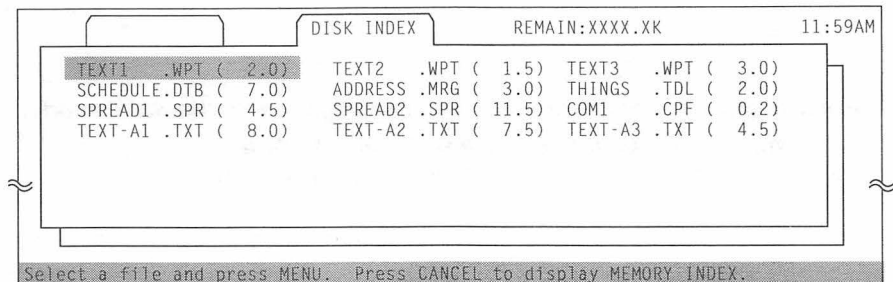 DISK INDEX REMAIN:XXXX.XK 11:59AM
TEXT1 .WPT ( 2.0) TEXT2 .WPT ( 1.5) TEXT3 .WPT ( 3.0)
SCHEDULE.DTB ( 7.0) ADDRESS .MRG ( 3.0) THINGS .TDL ( 2.0)
SPREAD1 .SPR ( 4.5) SPREAD2 .SPR ( 11.5) COM1 .CPF ( 0.2)
TEXT-A1 .TXT ( 8.0) TEXT-A2 .TXT ( 7.5) TEXT-A3 .TXT ( 4.5)
Select a file and press MENU. Press CANCEL to display MEMORY INDEX.